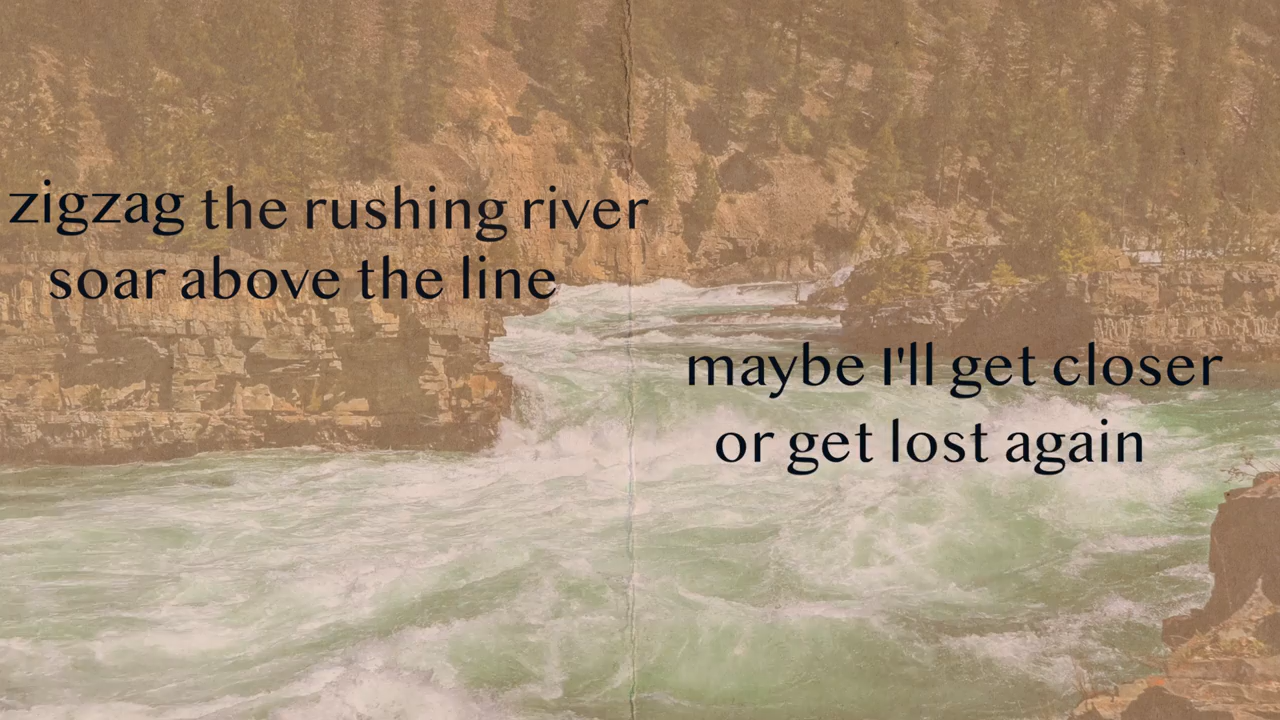 zigzag the rushing river
soar above the line
maybe I'll get closer
or get lost again